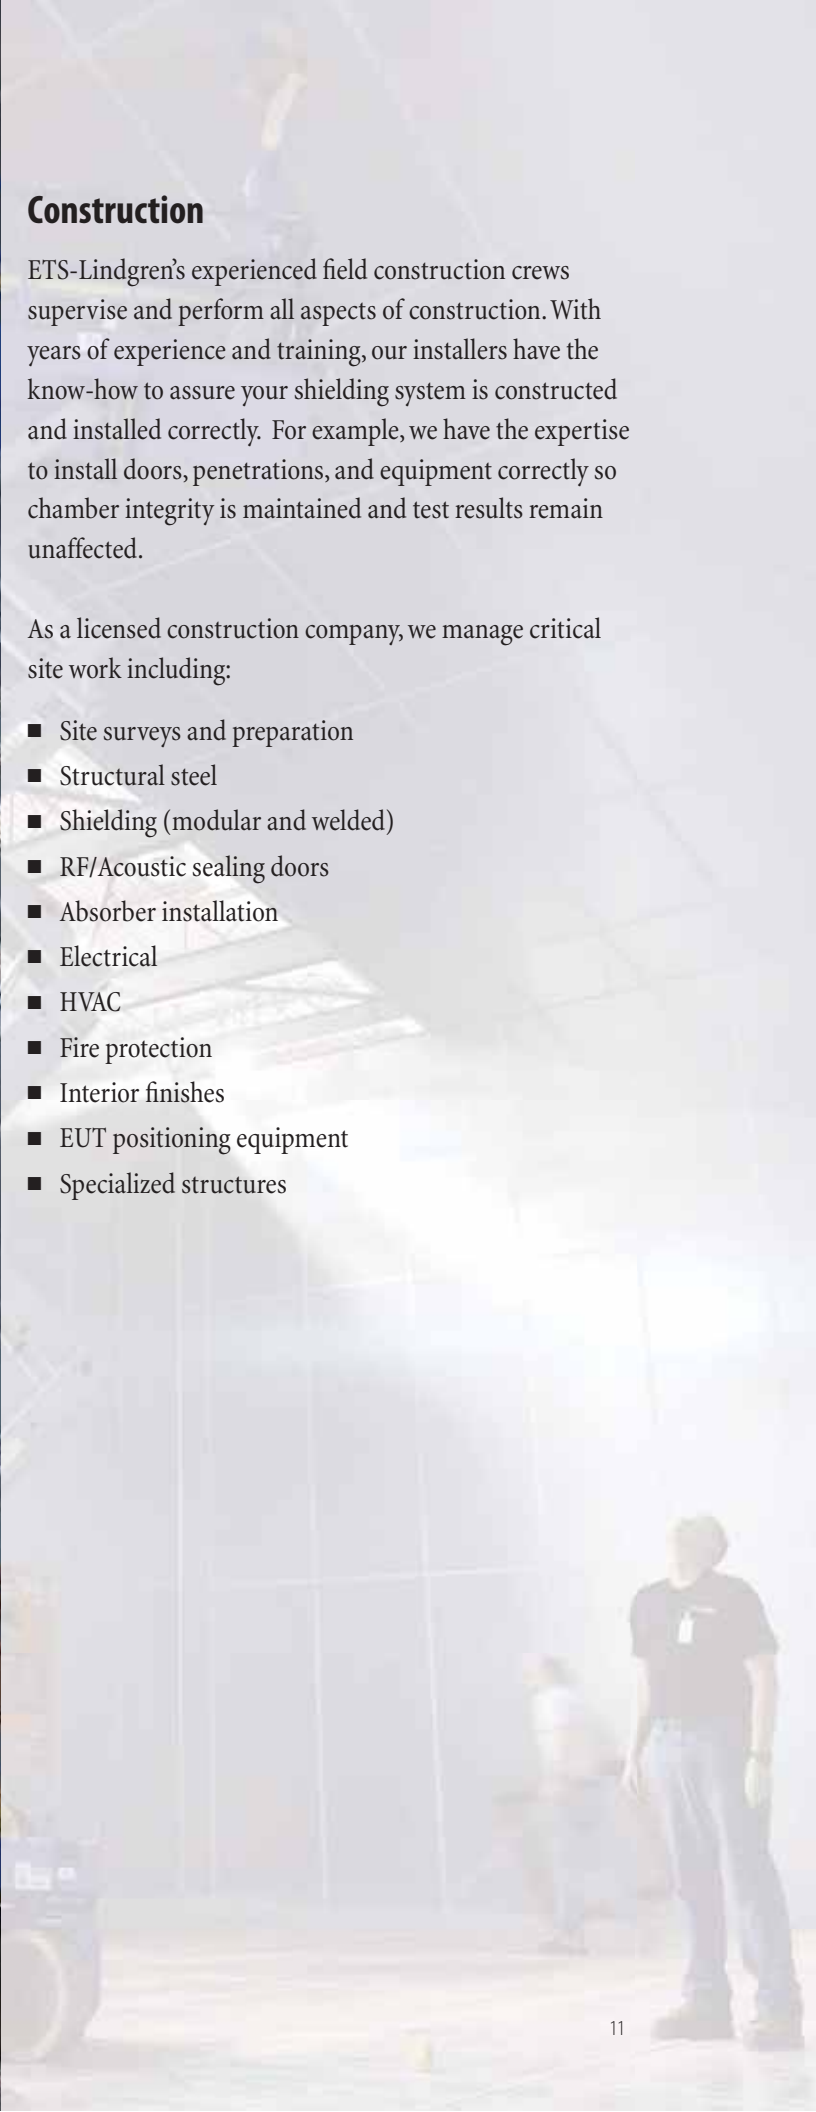 Construction
ETS-Lindgren’s experienced field construction crews
supervise and perform all aspects of construction. With
years of experience and training, our installers have the
know-how to assure your shielding system is constructed
and installed correctly.  For example, we have the expertise
to install doors, penetrations, and equipment correctly so
chamber integrity is maintained and test results remain
unaffected.
As a licensed construction company, we manage critical
site work including:
■ Site surveys and preparation
■ Structural steel
■ Shielding (modular and welded)
■ RF/Acoustic sealing doors
■ Absorber installation
■ Electrical
■ HVAC
■ Fire protection
■ Interior finishes
■ EUT positioning equipment
■ Specialized structures
11